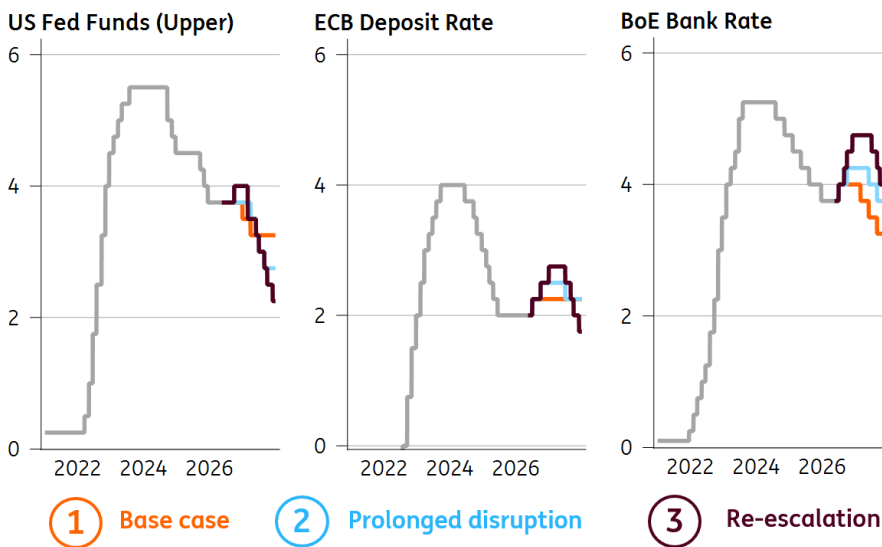 US Fed Funds (Upper)
6
4
2
0
2022 2024 2026
ECB Deposit Rate
6
4
2
0
2022 2024 2026
BoE Bank Rate
6
4
2
0
2022 2024 2026
1 Base case
2 Prolonged disruption
3 Re-escalation